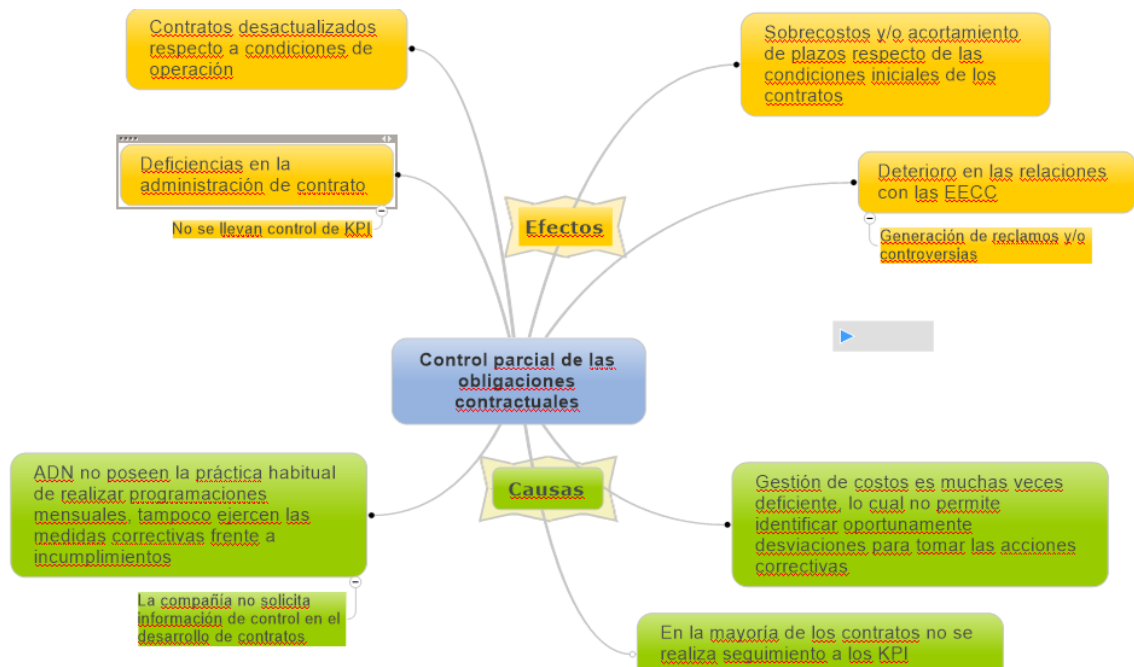 Contratos desactualizados
respecto a condiciones de
operación
Sobrecostos y/o acortamiento
de plazos respecto de las
condiciones iniciales de los
contratos
Deficiencias en la
administración de contrato
No se llevan control de KPI
Deterioro en las relaciones
con las EECC
Generación de reclamos y/o
controversias
Efectos
Control parcial de las
obligaciones
contractuales
Causas
ADN no poseen la práctica habitual
de realizar programaciones
mensuales, tampoco ejercen las
medidas correctivas frente a
incumplimientos
La compañía no solicita
información de control en el
desarrollo de contratos
Gestión de costos es muchas veces
deficiente, lo cual no permite
identificar oportunamente
desviaciones para tomar las acciones
correctivas
En la mayoría de los contratos no se
realiza seguimiento a los KPI